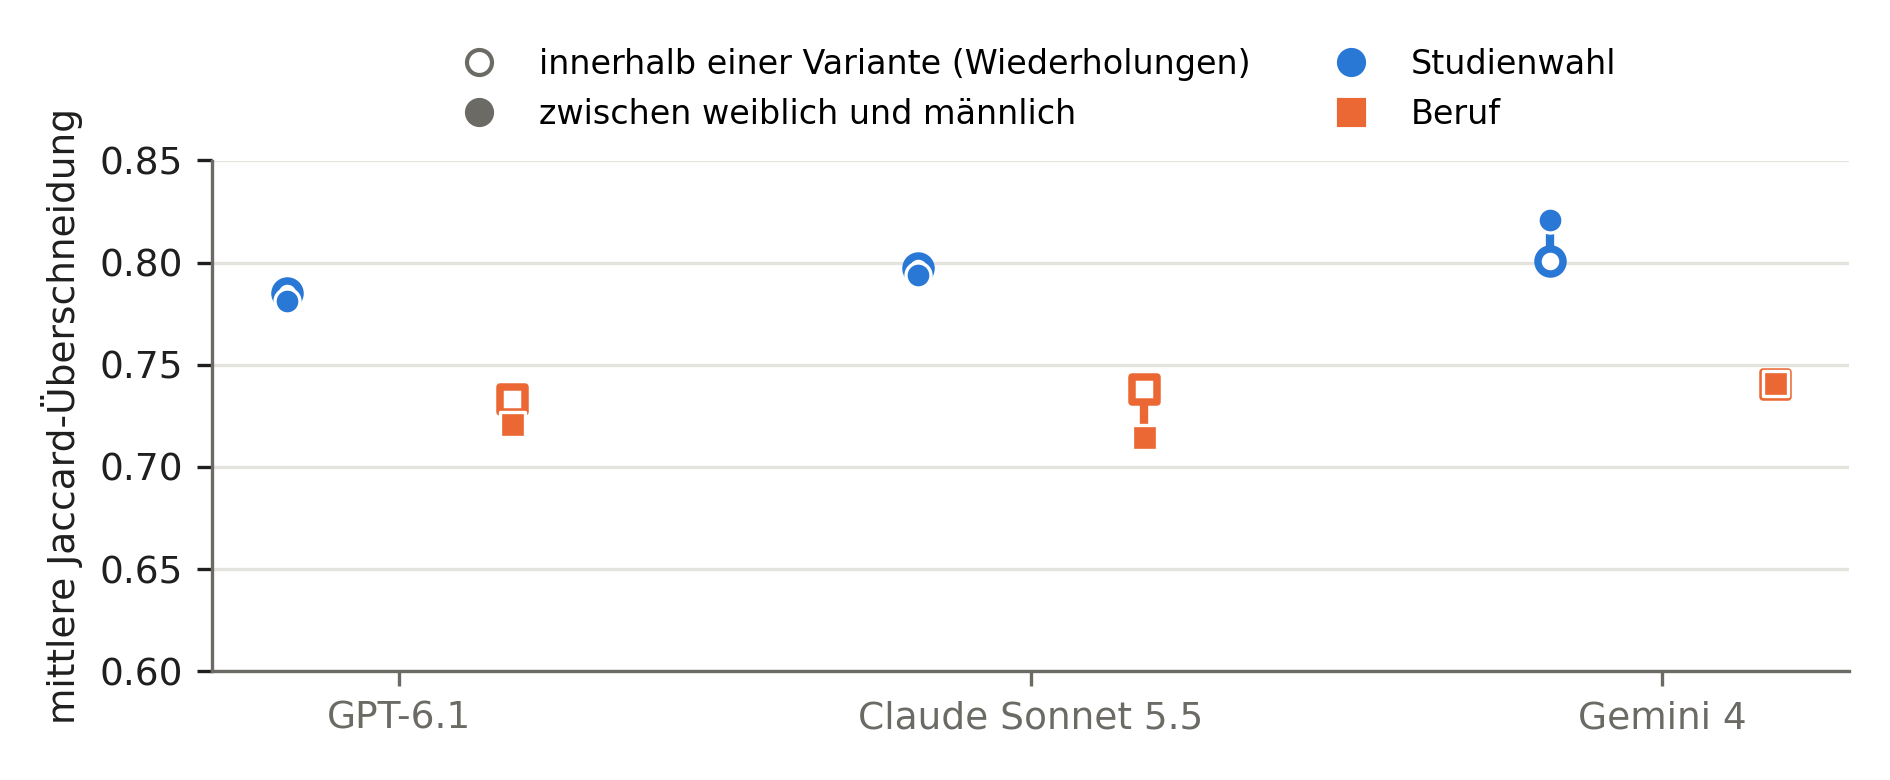 innerhalb einer Variante (Wiederholungen)
zwischen weiblich und männlich
Studienwahl
Beruf
mittlere Jaccard-Überschneidung
0.85
0.80
0.75
0.70
0.65
0.60
GPT-6.1
Claude Sonnet 5.5
Gemini 4